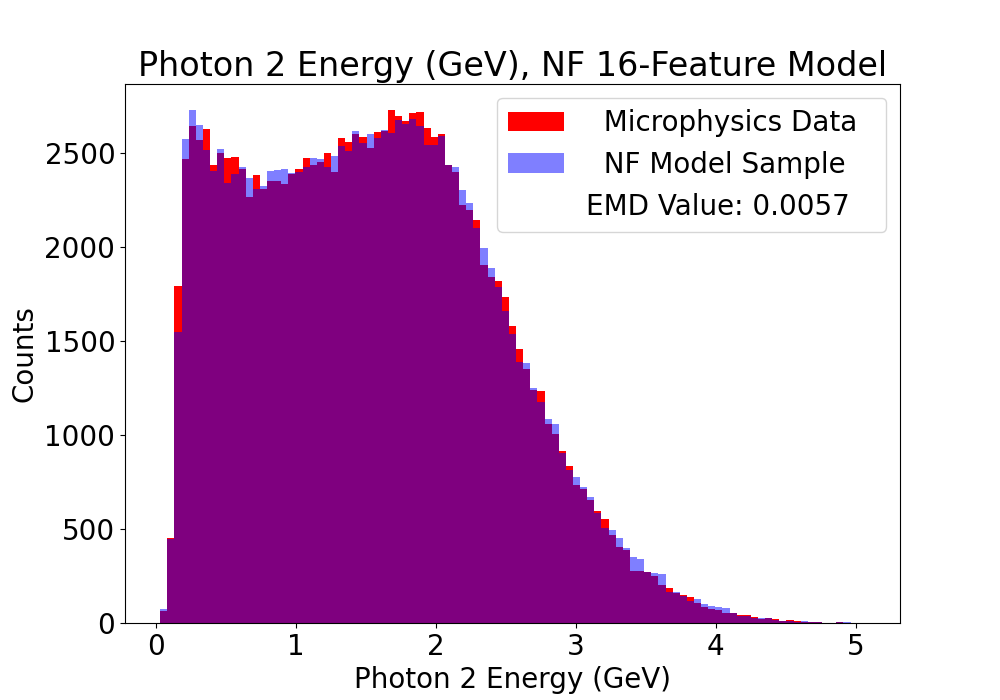 Photon 2 Energy (GeV), NF 16-Feature Model
Microphysics Data
NF Model Sample
EMD Value: 0.0057
Counts
2500
2000
1500
1000
500
0
0 1 2 3 4 5
Photon 2 Energy (GeV)